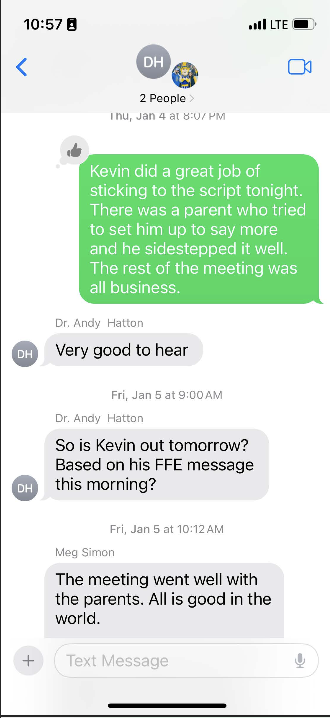 10:57
LTE
DH
2 People
Thu, Jan 4 at 8:07 PM
Kevin did a great job of
sticking to the script tonight.
There was a parent who tried
to set him up to say more
and he sidestepped it well.
The rest of the meeting was
all business.
Dr. Andy Hatton
DH
Very good to hear
Fri, Jan 5 at 9:00 AM
Dr. Andy Hatton
So is Kevin out tomorrow?
Based on his FFE message
this morning?
DH
Fri, Jan 5 at 10:12 AM
Meg Simon
The meeting went well with
the parents. All is good in the
world.
Text Message